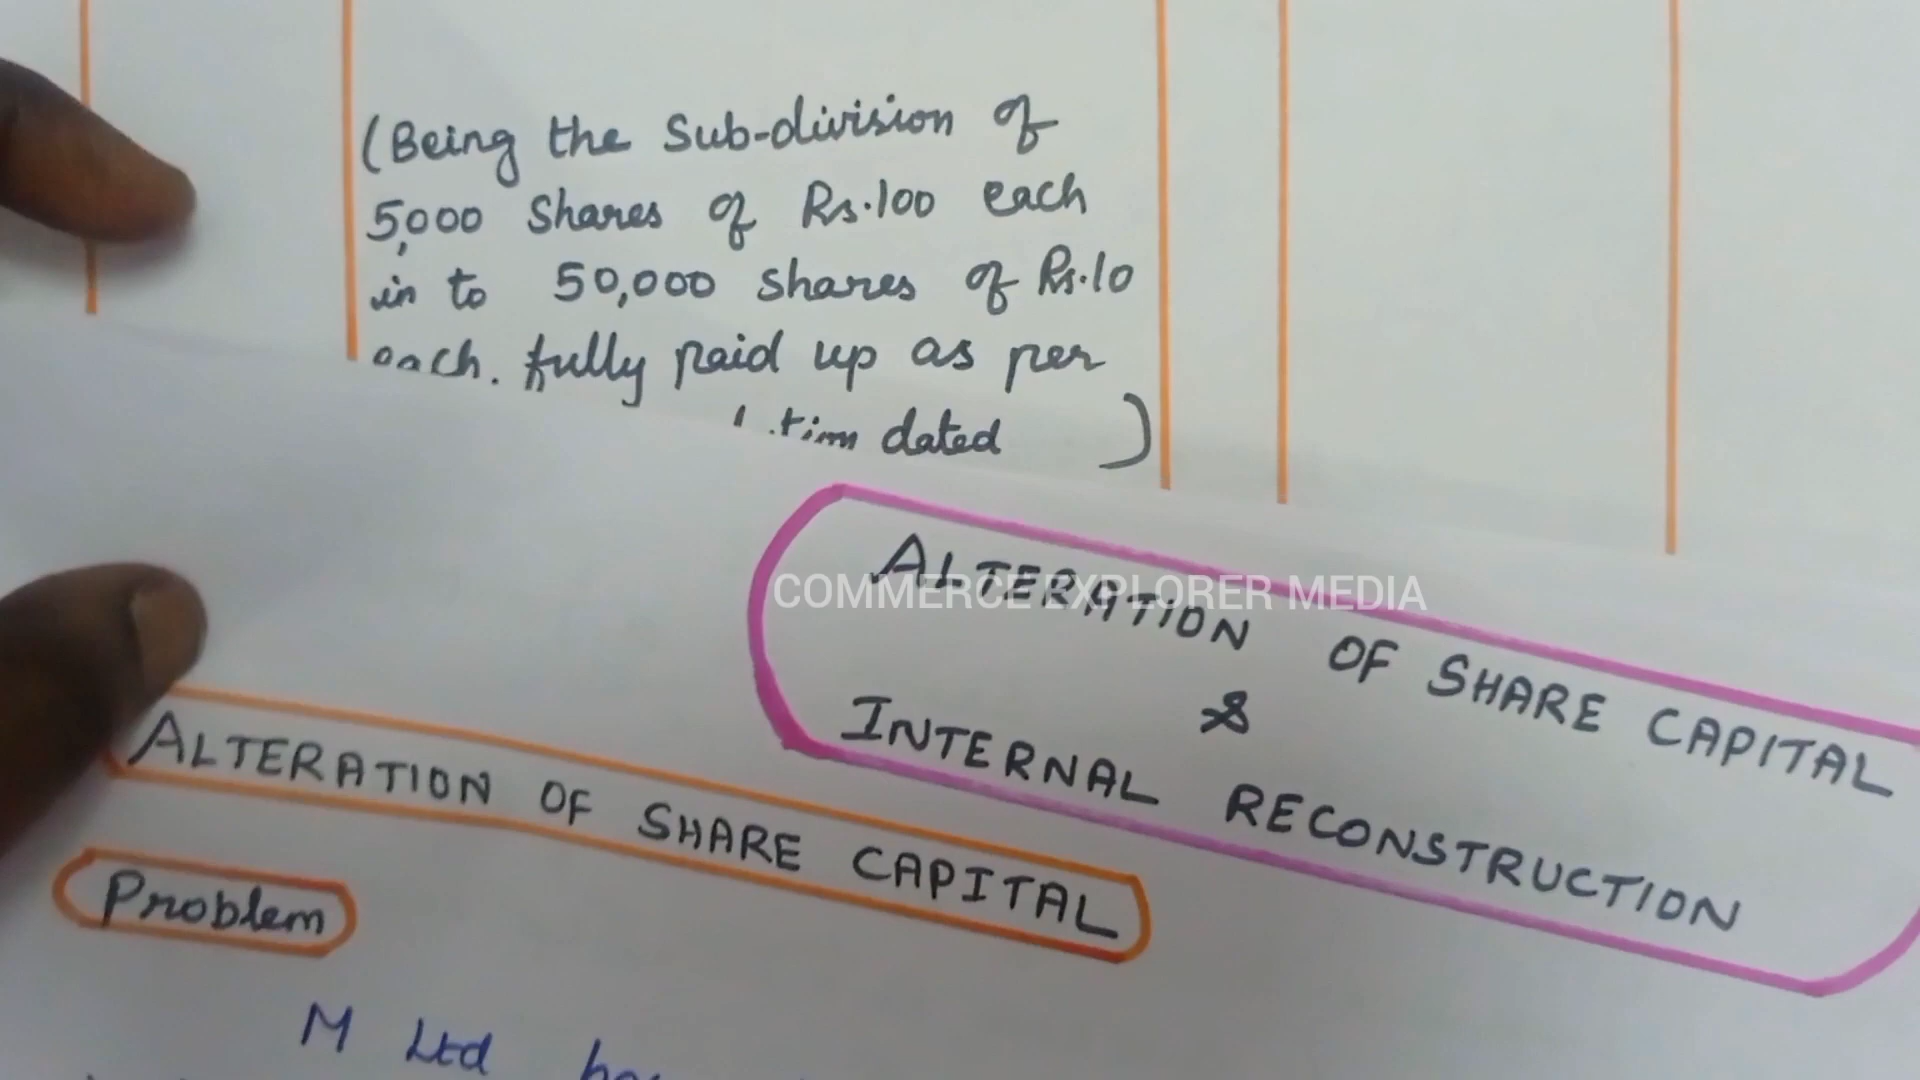 (Being the Sub-division of
5,000 Shares of Rs.100 each
in to 50,000 shares of Rs.10
each. fully paid up as per
dated )
ALTERATION OF SHARE CAPITAL
&
INTERNAL RECONSTRUCTION
COMMERCE EXPLORER MEDIA
ALTERATION OF SHARE CAPITAL
Problem
M Ltd